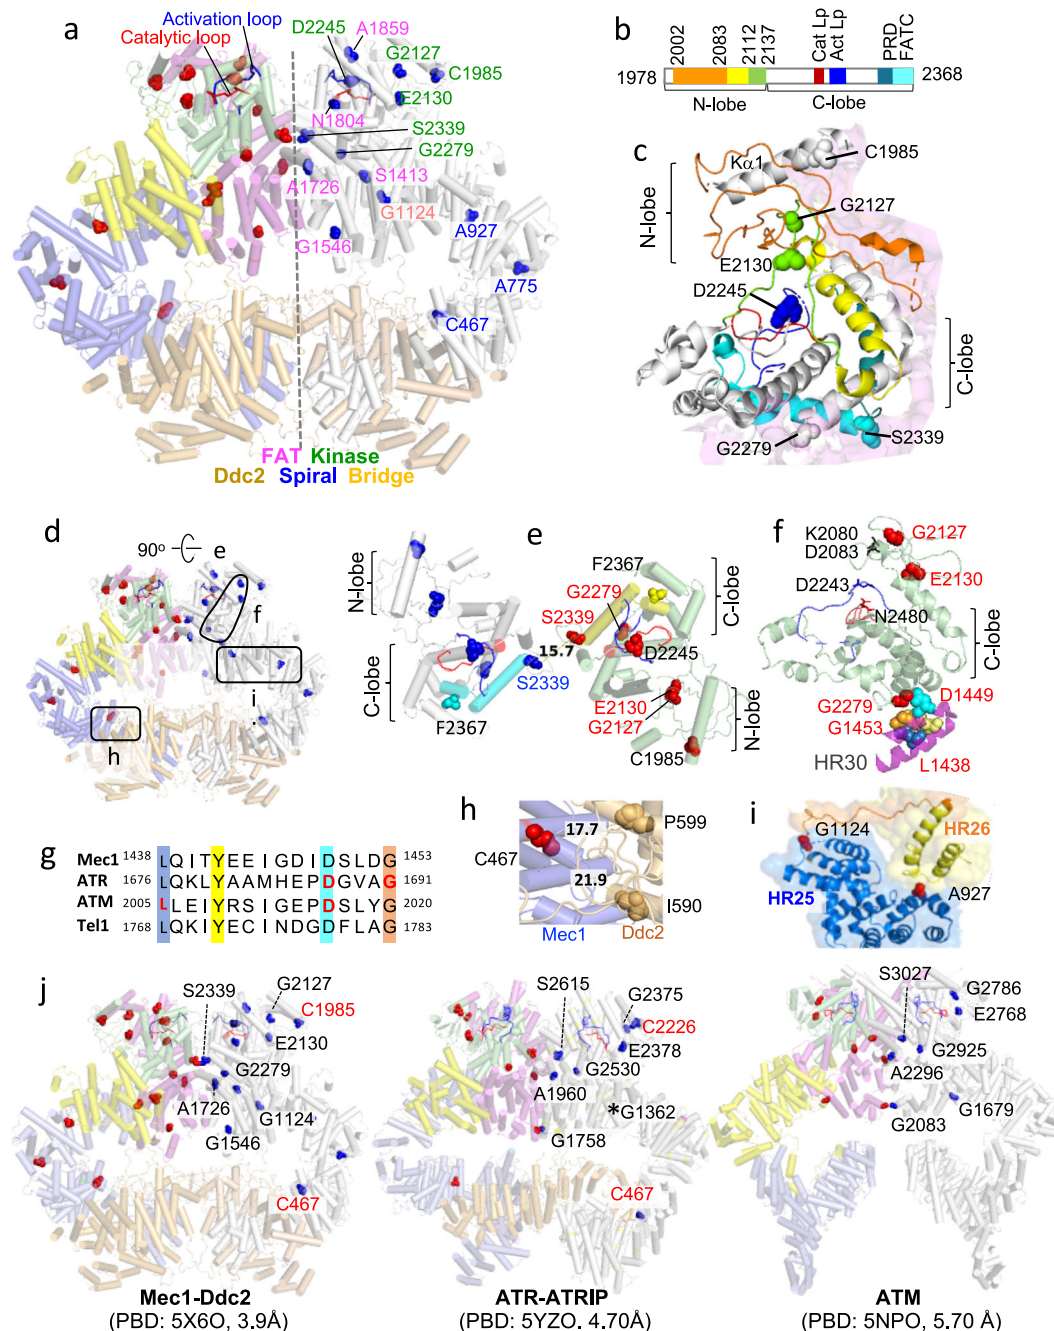 a
Activation loop
Catalytic loop
D2245
A1859
G2127
C1985
E2130
N1804
S2339
G2279
A1726
S1413
G1124
A927
G1546
A775
C467
FAT Kinase
Ddc2 Spiral Bridge
b
2002
2083
2112
2137
Cat Lp
Act Lp
PRD
FATC
1978
2368
N-lobe
C-lobe
c
Kα1
C1985
N-lobe
G2127
E2130
D2245
C-lobe
G2279
S2339
d
90º
e
f
i
h
e
N-lobe
F2367
G2279
S2339
C-lobe
15.7
D2245
S2339
C-lobe
F2367
E2130
G2127
N-lobe
C1985
f
K2080
G2127
D2083
E2130
D2243
N2480
C-lobe
G2279
D1449
G1453
HR30
L1438
g
Mec1 1438 LQITYEEIGDIDSLDG 1453
ATR 1676 LQKLYAAMHEPDGVAG 1691
ATM 2005 LLEIYRSIGEPDSLYG 2020
Tel1 1768 LQKIYECINDGDFLAG 1783
h
17.7
P599
C467
21.9
I590
Mec1
Ddc2
i
G1124
HR26
HR25
A927
j
S2339
G2127
C1985
E2130
G2279
A1726
G1124
G1546
C467
Mec1-Ddc2
(PBD: 5X6O, 3.9Å)
S2615
G2375
C2226
E2378
G2530
A1960
*G1362
G1758
C467
ATR-ATRIP
(PBD: 5YZO, 4.70Å)
S3027
G2786
E2768
G2925
A2296
G1679
G2083
ATM
(PBD: 5NPO, 5.70 Å)